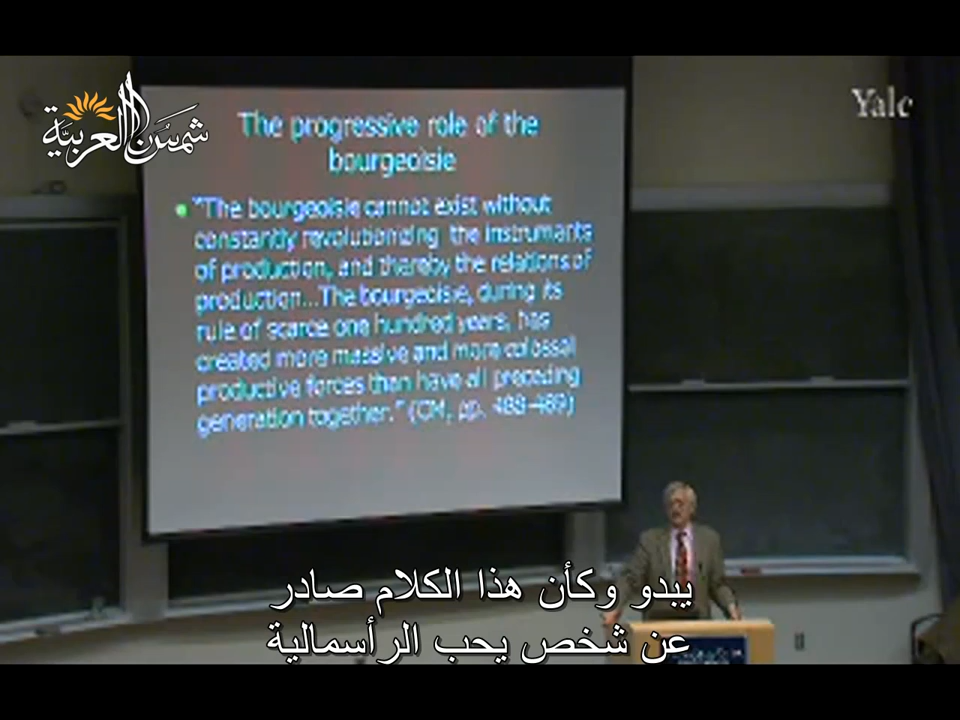 شمس العربية
Yale
The progressive role of the
bourgeoisie
"The bourgeoisie cannot exist without
constantly revolutionizing the instruments
of production, and thereby the relations of
production...The bourgeoisie, during its
rule of scarce one hundred years, has
created more massive and more colossal
productive forces than have all preceding
generation together." (CM, pp. 488-489)
يبدو وكأن هذا الكلام صادر
عن شخص يحب الرأسمالية